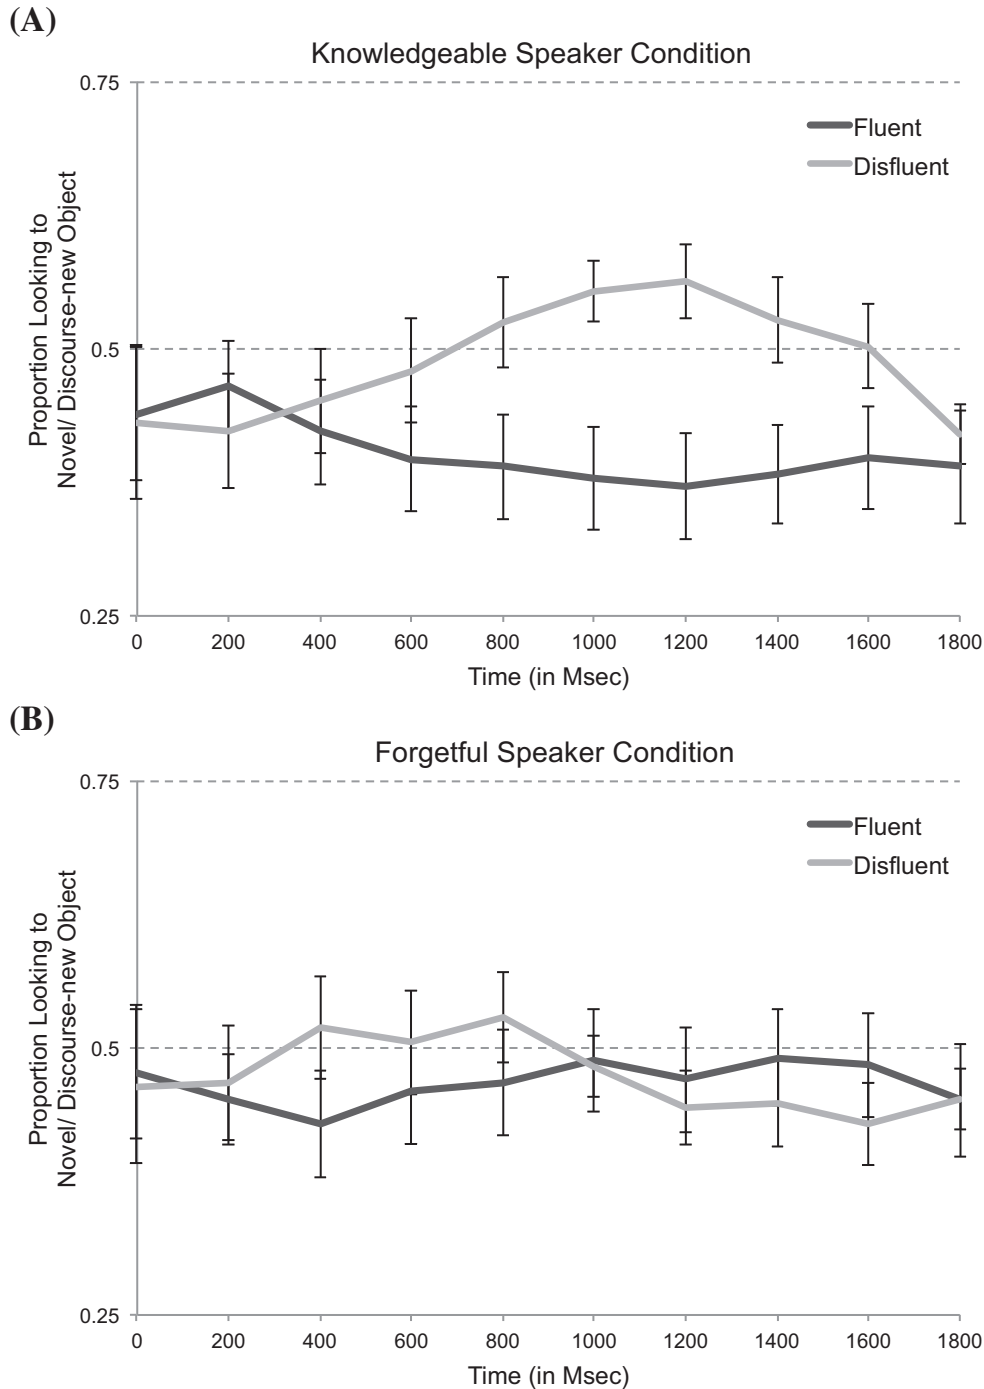 (A)
Knowledgeable Speaker Condition
0.75
Fluent
Disfluent
Proportion Looking to
Novel/ Discourse-new Object
0.5
0.25
0 200 400 600 800 1000 1200 1400 1600 1800
Time (in Msec)
(B)
Forgetful Speaker Condition
0.75
Fluent
Disfluent
Proportion Looking to
Novel/ Discourse-new Object
0.5
0.25
0 200 400 600 800 1000 1200 1400 1600 1800
Time (in Msec)